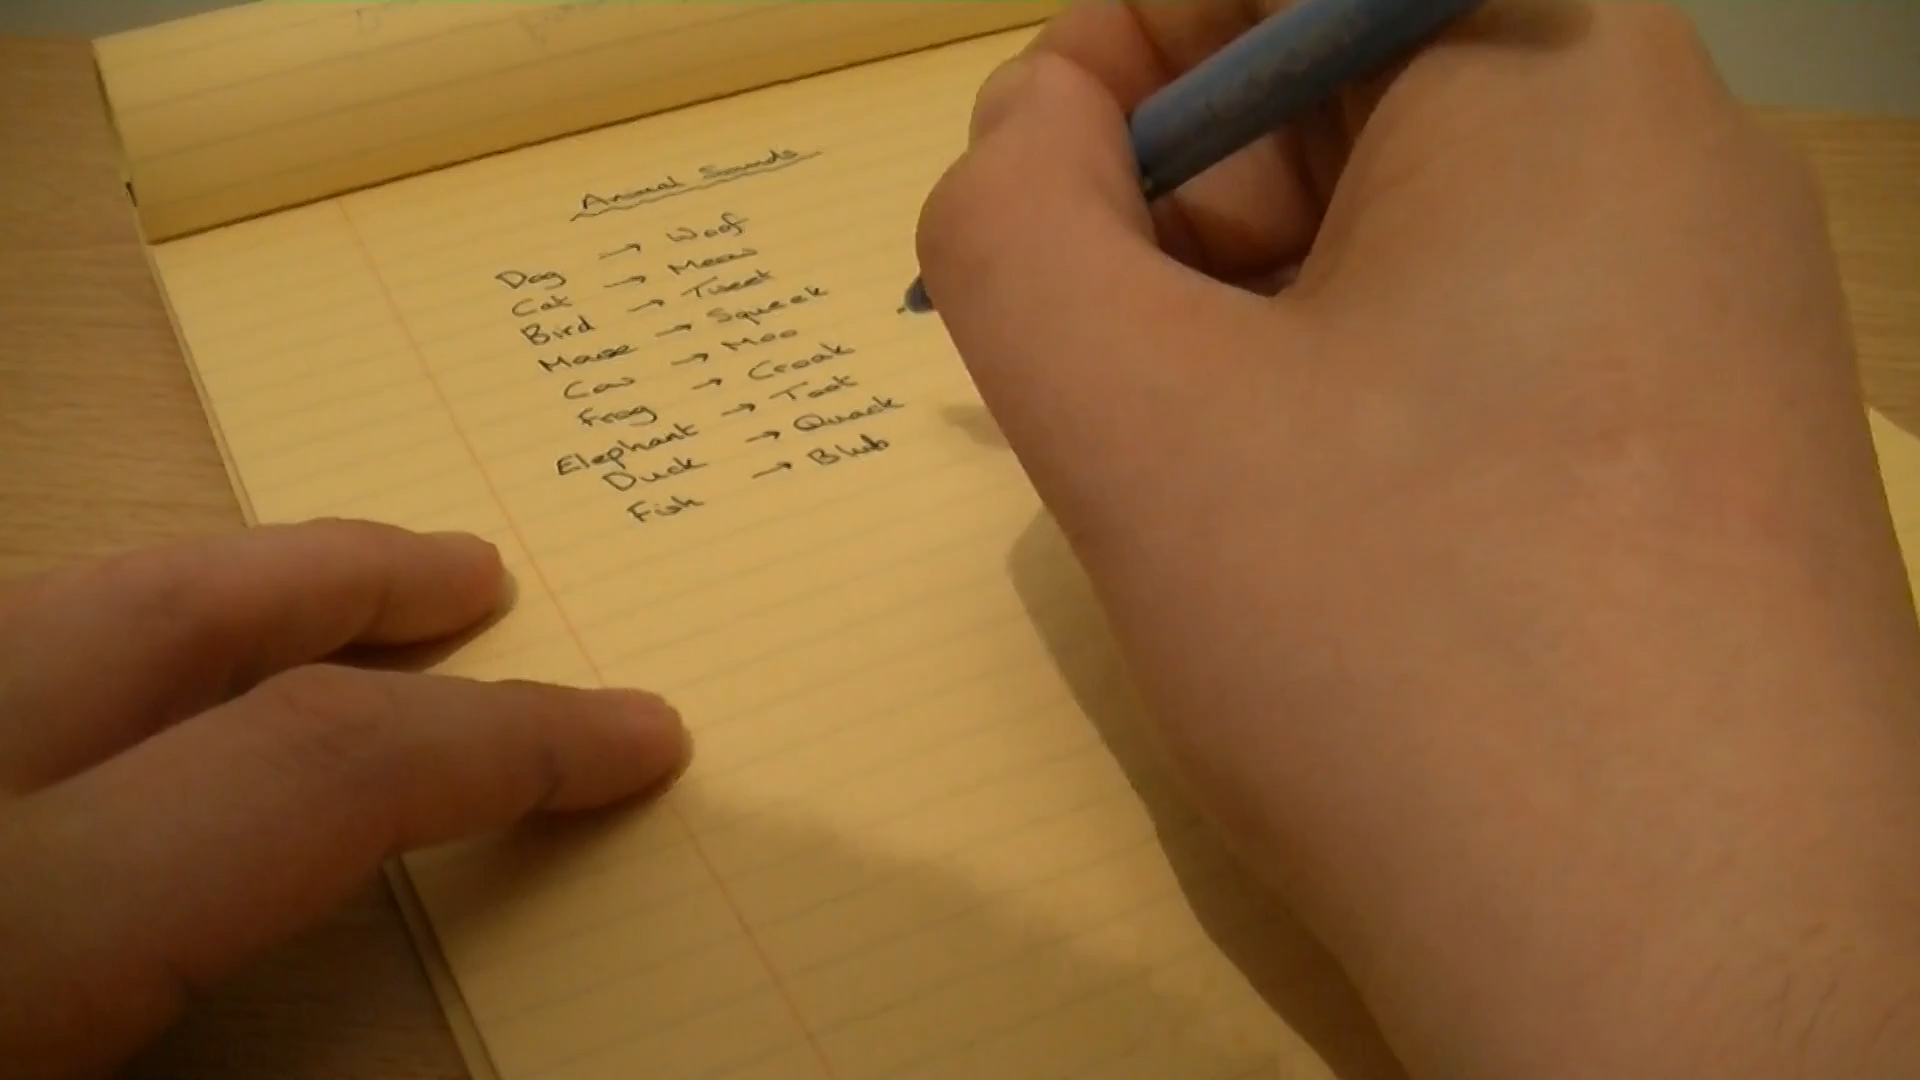 Animal Sounds
Dog → Woof
Cat → Meow
Bird → Tweet
Mouse → Squeek
Cow → Moo
Frog → Croak
Elephant → Toot
Duck → Quack
Fish → Blub